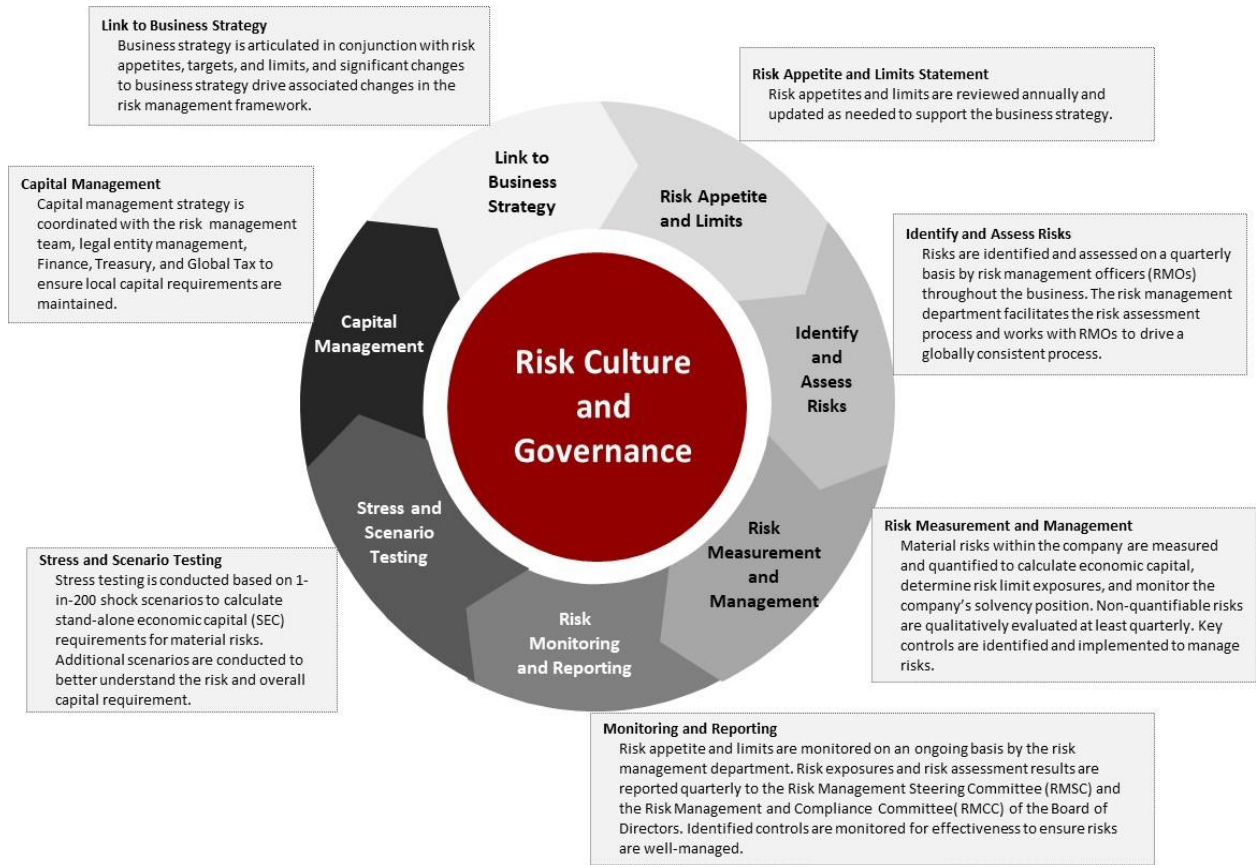 Link to Business Strategy
Business strategy is articulated in conjunction with risk
appetites, targets, and limits, and significant changes
to business strategy drive associated changes in the
risk management framework.
Risk Appetite and Limits Statement
Risk appetites and limits are reviewed annually and
updated as needed to support the business strategy.
Capital Management
Capital management strategy is
coordinated with the risk management
team, legal entity management,
Finance, Treasury, and Global Tax to
ensure local capital requirements are
maintained.
Identify and Assess Risks
Risks are identified and assessed on a quarterly
basis by risk management officers (RMOs)
throughout the business. The risk management
department facilitates the risk assessment
process and works with RMOs to drive a
globally consistent process.
Link to
Business
Strategy
Risk Appetite
and Limits
Identify
and
Assess
Risks
Risk
Measurement
and
Management
Risk
Monitoring
and Reporting
Stress and
Scenario
Testing
Capital
Management
Risk Culture
and
Governance
Stress and Scenario Testing
Stress testing is conducted based on 1-
in-200 shock scenarios to calculate
stand-alone economic capital (SEC)
requirements for material risks.
Additional scenarios are conducted to
better understand the risk and overall
capital requirement.
Risk Measurement and Management
Material risks within the company are measured
and quantified to calculate economic capital,
determine risk limit exposures, and monitor the
company's solvency position. Non-quantifiable risks
are qualitatively evaluated at least quarterly. Key
controls are identified and implemented to manage
risks.
Monitoring and Reporting
Risk appetite and limits are monitored on an ongoing basis by the risk
management department. Risk exposures and risk assessment results are
reported quarterly to the Risk Management Steering Committee (RMSC) and
the Risk Management and Compliance Committee( RMCC) of the Board of
Directors. Identified controls are monitored for effectiveness to ensure risks
are well-managed.